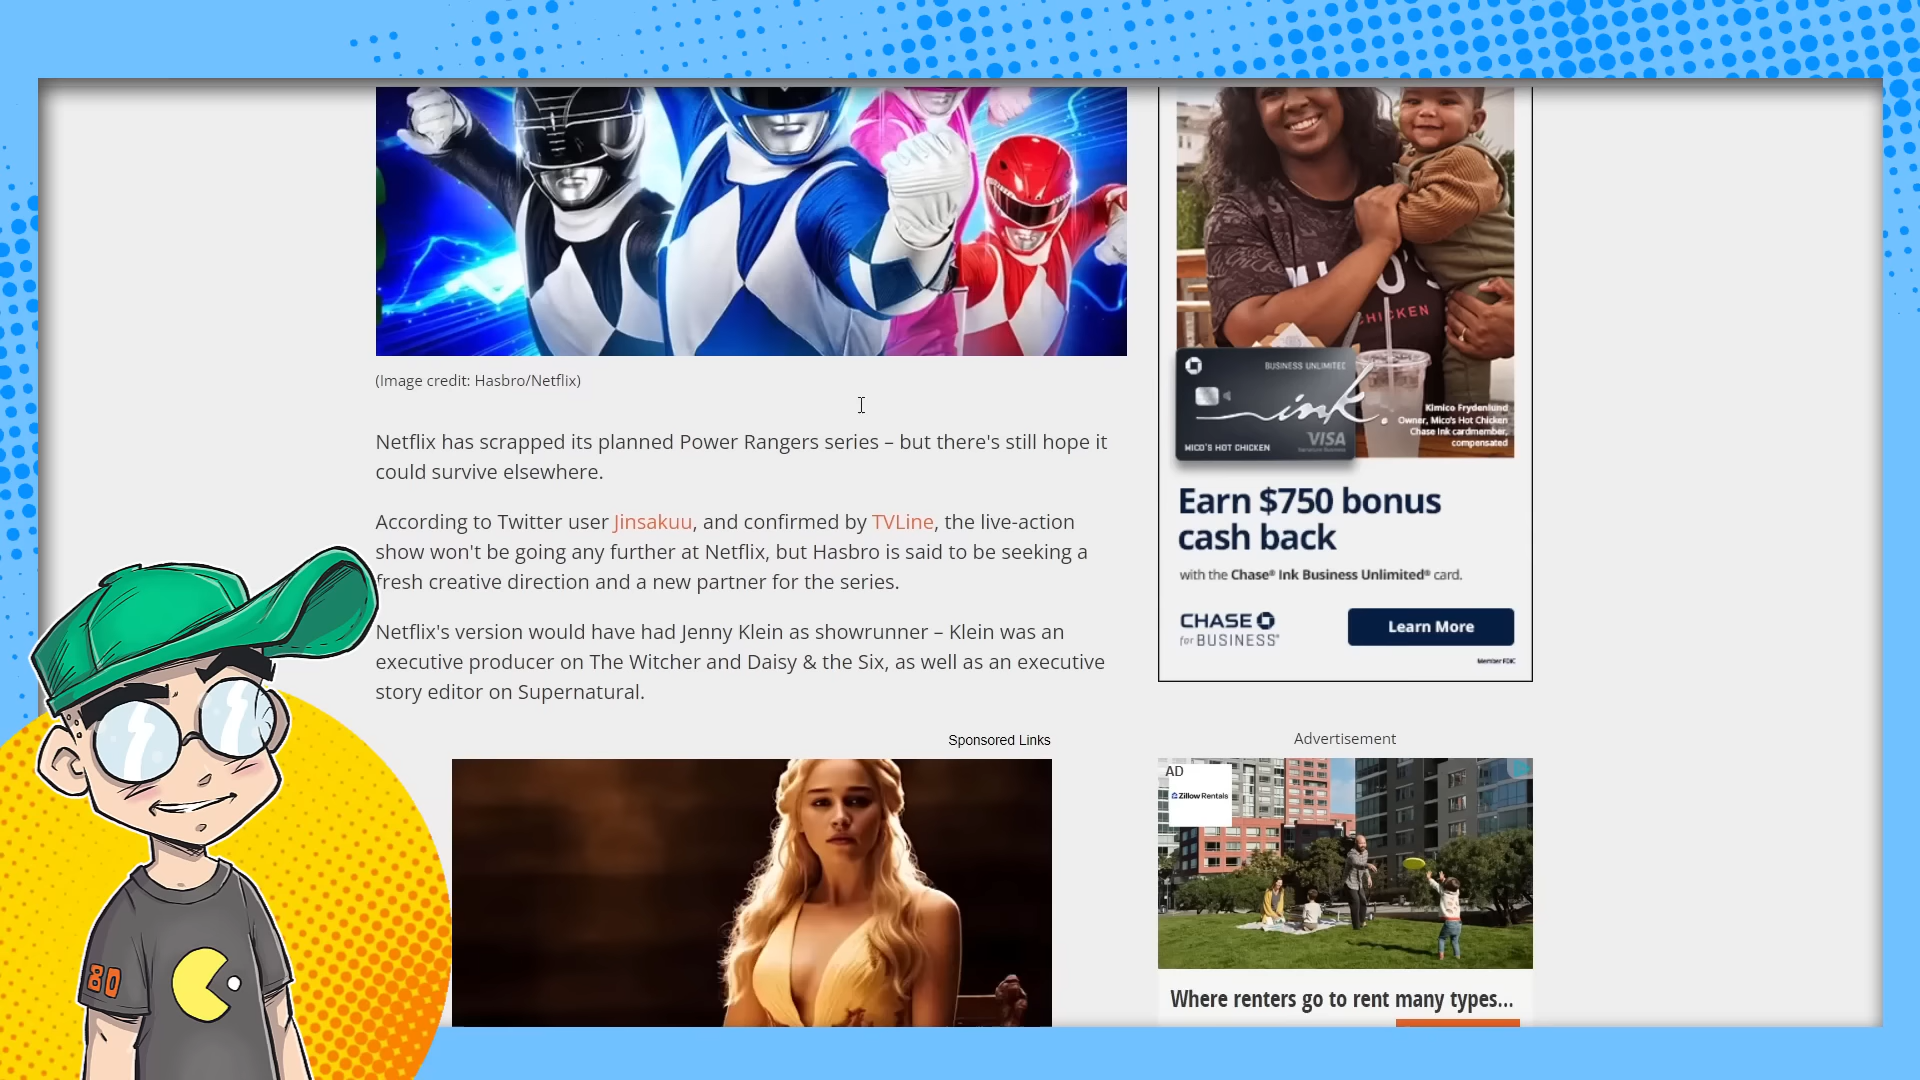 (Image credit: Hasbro/Netflix)
Netflix has scrapped its planned Power Rangers series – but there's still hope it
could survive elsewhere.
According to Twitter user Jinsakuu, and confirmed by TVLine, the live-action
show won't be going any further at Netflix, but Hasbro is said to be seeking a
fresh creative direction and a new partner for the series.
Netflix's version would have had Jenny Klein as showrunner – Klein was an
executive producer on The Witcher and Daisy & the Six, as well as an executive
story editor on Supernatural.
Sponsored Links
80
CHICKEN
BUSINESS UNLIMITED
ink.
MICO'S HOT CHICKEN
VISA
Kimico Frydenlund
Owner, Mico's Hot Chicken
Chase Ink cardmember,
compensated
Earn $750 bonus
cash back
with the Chase® Ink Business Unlimited® card.
CHASE
for BUSINESS®
Learn More
Member FDIC
Advertisement
AD
Zillow Rentals
Where renters go to rent many types...